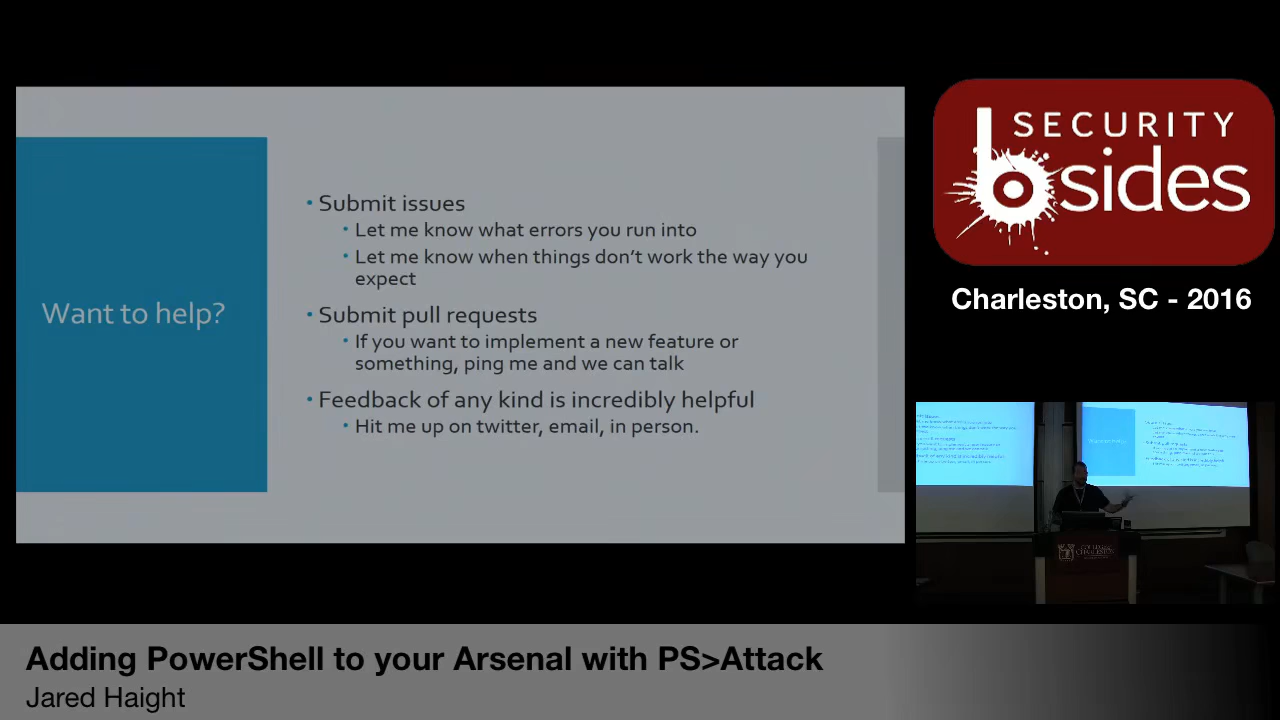 Want to help?
• Submit issues
• Let me know what errors you run into
• Let me know when things don't work the way you
expect
• Submit pull requests
• If you want to implement a new feature or
something, ping me and we can talk
• Feedback of any kind is incredibly helpful
• Hit me up on twitter, email, in person.
SECURITY
bsides
Charleston, SC - 2016
Adding PowerShell to your Arsenal with PS>Attack
Jared Haight